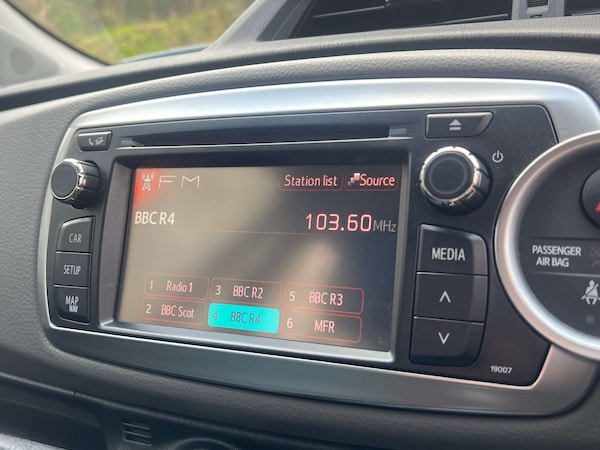 FM
Station list
Source
BBC R4
103.60MHz
1 Radio 1
3 BBC R2
5 BBC R3
2 BBC Scot
4 BBC R4
6 MFR
CAR
SETUP
MAP
NAV
MEDIA
19007
PASSENGER
AIR BAG